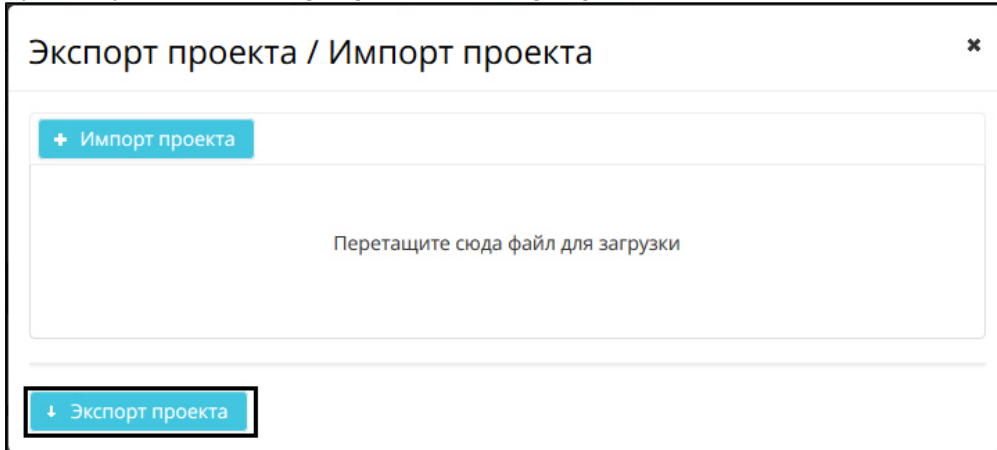 Экспорт проекта / Импорт проекта
Импорт проекта
Перетащите сюда файл для загрузки
Экспорт проекта